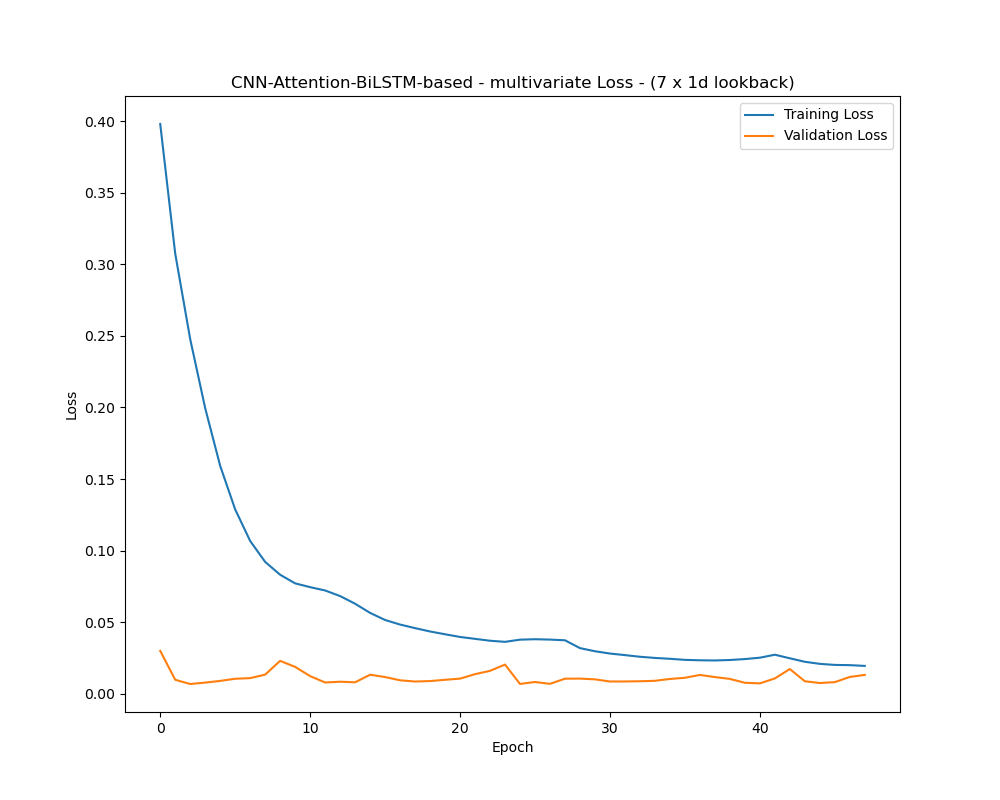 CNN-Attention-BiLSTM-based - multivariate Loss - (7 x 1d lookback)
Training Loss
Validation Loss
0.40
0.35
0.30
0.25
0.20
0.15
0.10
0.05
0.00
Loss
0 10 20 30 40
Epoch